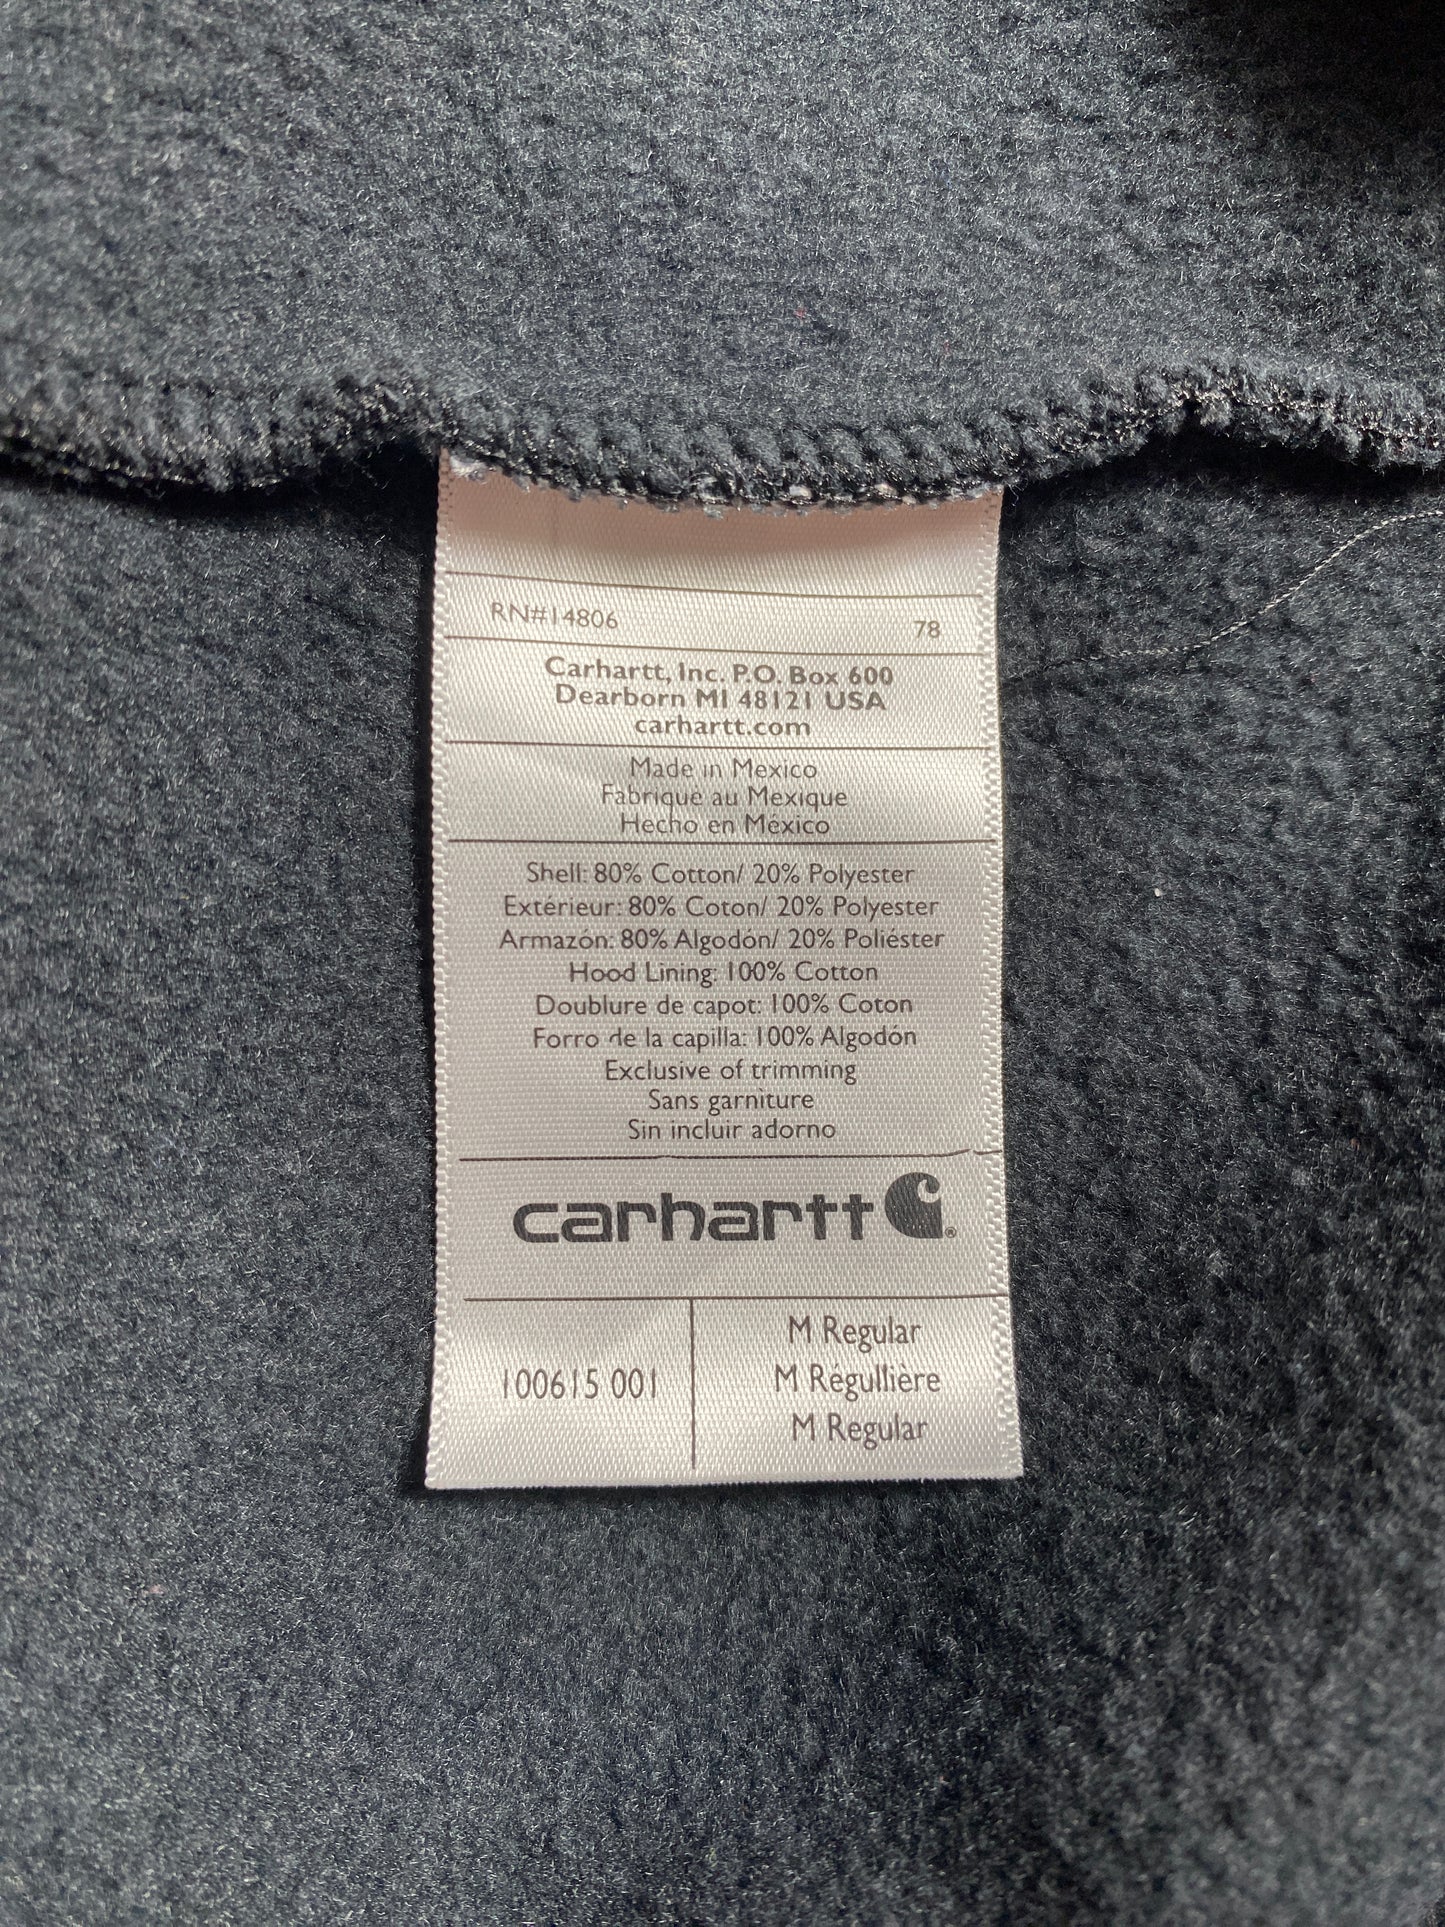 RN#14806 78
Carhartt, Inc. P.O. Box 600
Dearborn MI 48121 USA
carhartt.com
Made in Mexico
Fabriqué au Mexique
Hecho en México
Shell: 80% Cotton/ 20% Polyester
Extérieur: 80% Coton/ 20% Polyester
Armazón: 80% Algodón/ 20% Poliéster
Hood Lining: 100% Cotton
Doublure de capot: 100% Coton
Forro de la capilla: 100% Algodón
Exclusive of trimming
Sans garniture
Sin incluir adorno
carhartt ®
100615 001
M Regular
M Régullière
M Regular